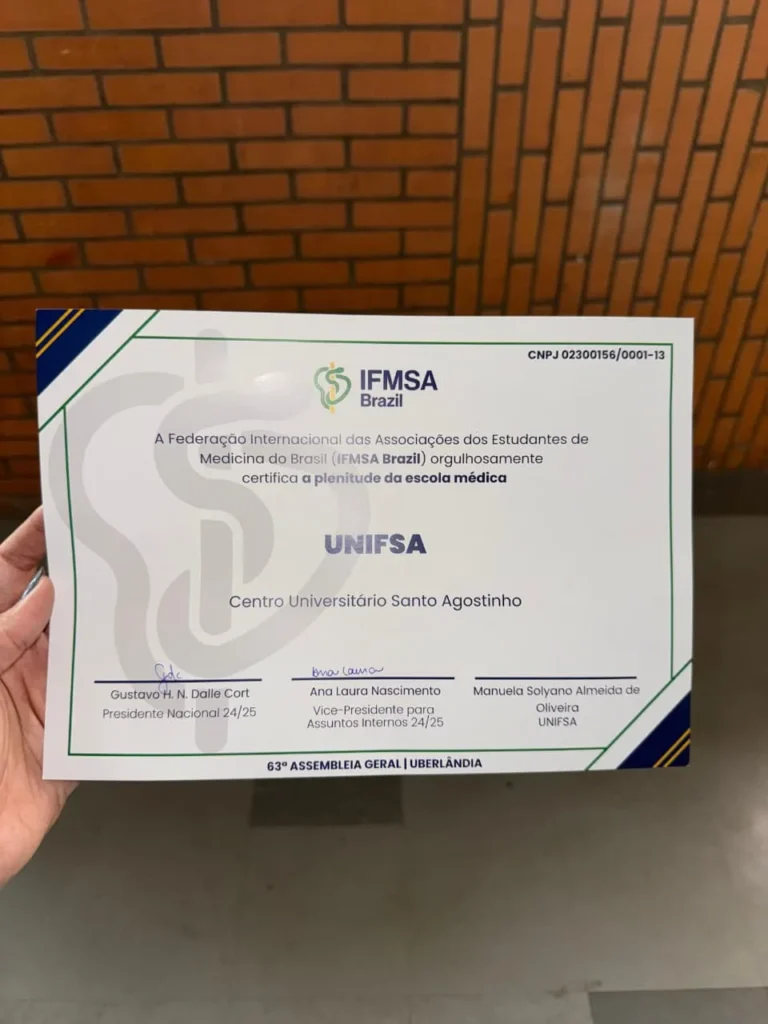 CNPJ 02300156/0001-13
IFMSA
Brazil
A Federação Internacional das Associações dos Estudantes de
Medicina do Brasil (IFMSA Brazil) orgulhosamente
certifica a plenitude da escola médica
UNIFSA
Centro Universitário Santo Agostinho
Ana Laura
Gustavo H. N. Dalle Cort
Presidente Nacional 24/25
Ana Laura Nascimento
Vice-Presidente para
Assuntos Internos 24/25
Manuela Solyano Almeida de
Oliveira
UNIFSA
63ª ASSEMBLEIA GERAL | UBERLÂNDIA